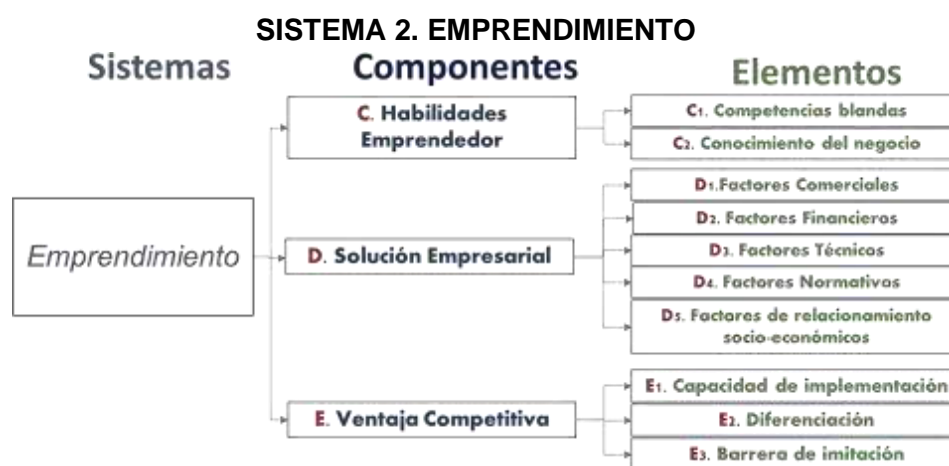 SISTEMA 2. EMPRENDIMIENTO
Sistemas
Componentes
Elementos
Emprendimiento
C. Habilidades
Emprendedor
C1. Competencias blandas
C2. Conocimiento del negocio
D. Solución Empresarial
D1.Factores Comerciales
D2. Factores Financieros
D3. Factores Técnicos
D4. Factores Normativos
D5. Factores de relacionamiento
socio-económicos
E. Ventaja Competitiva
E1. Capacidad de implementación
E2. Diferenciación
E3. Barrera de imitación